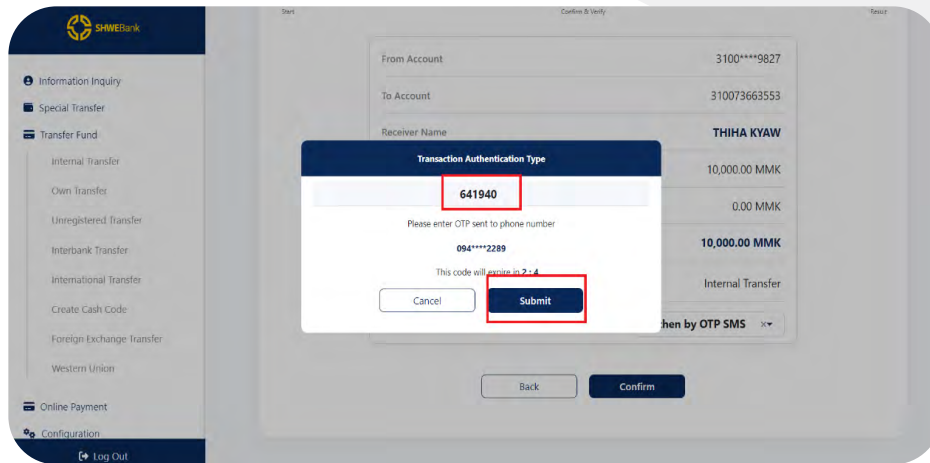 SHWEBank
Start
Confirm & Verify
Result
Information Inquiry
Special Transfer
Transfer Fund
Internal Transfer
Own Transfer
Unregistered Transfer
Interbank Transfer
International Transfer
Create Cash Code
Foreign Exchange Transfer
Western Union
Online Payment
Configuration
Log Out
From Account 3100****9827
To Account 310073663553
Receiver Name THIHA KYAW
10,000.00 MMK
0.00 MMK
10,000.00 MMK
Internal Transfer
then by OTP SMS
Transaction Authentication Type
641940
Please enter OTP sent to phone number
094****2289
This code will expire in 2 : 4
Cancel Submit
Back Confirm